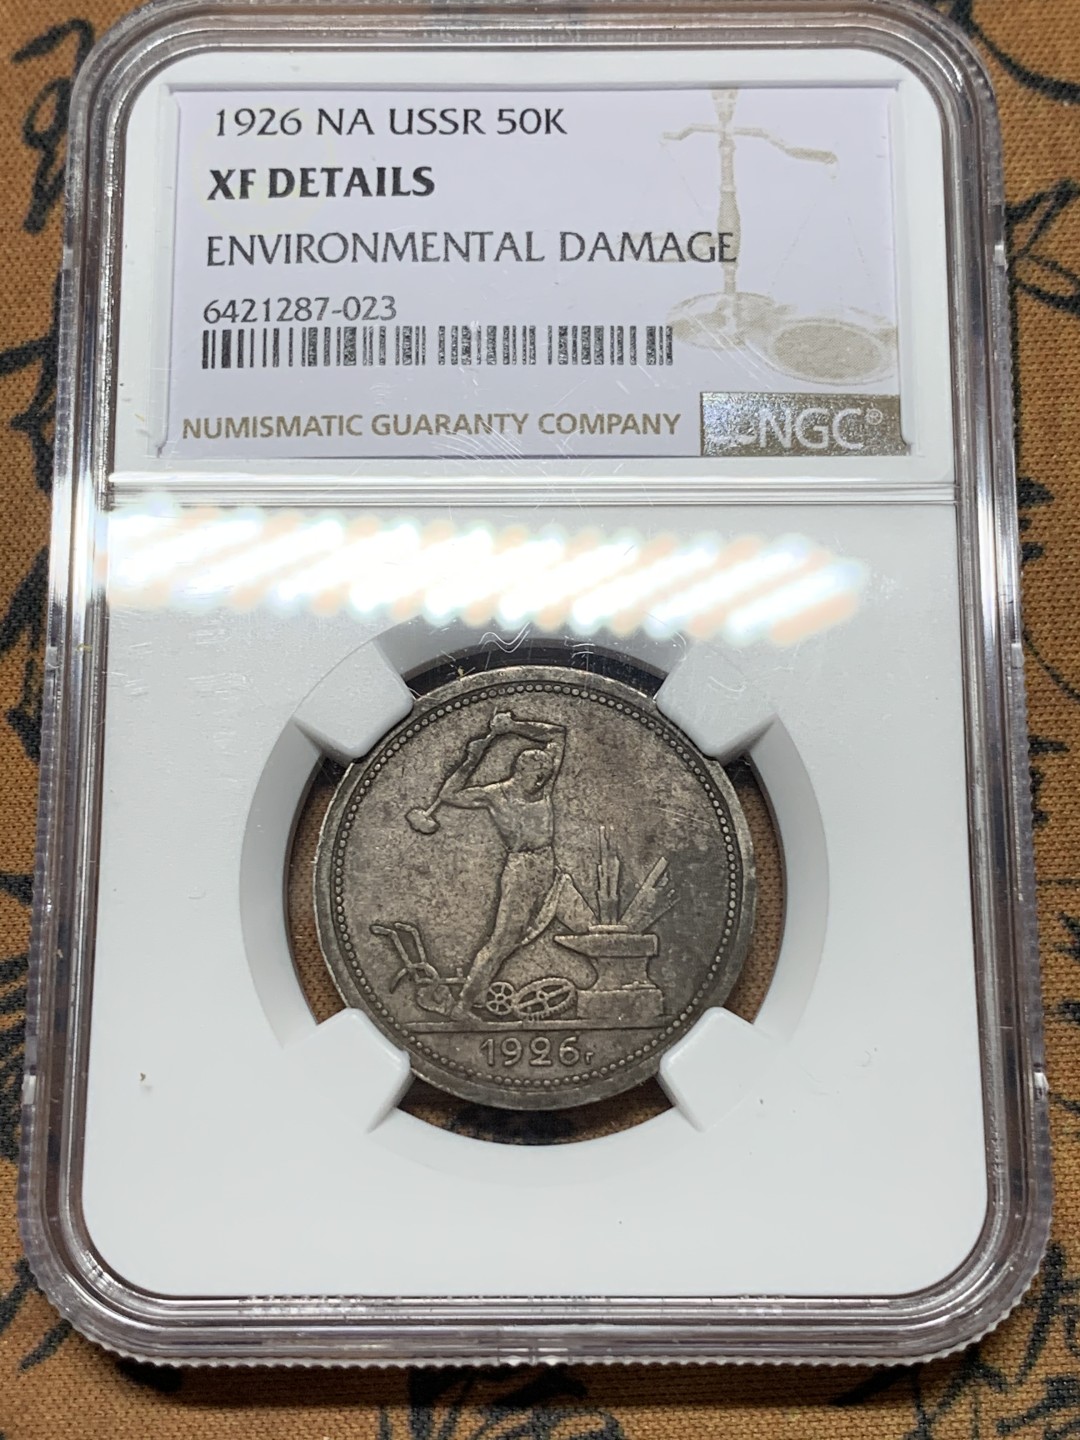 1926 NA USSR 50K
XF DETAILS
ENVIRONMENTAL DAMAGE
6421287-023
NUMISMATIC GUARANTY COMPANY
NGC®
1926г